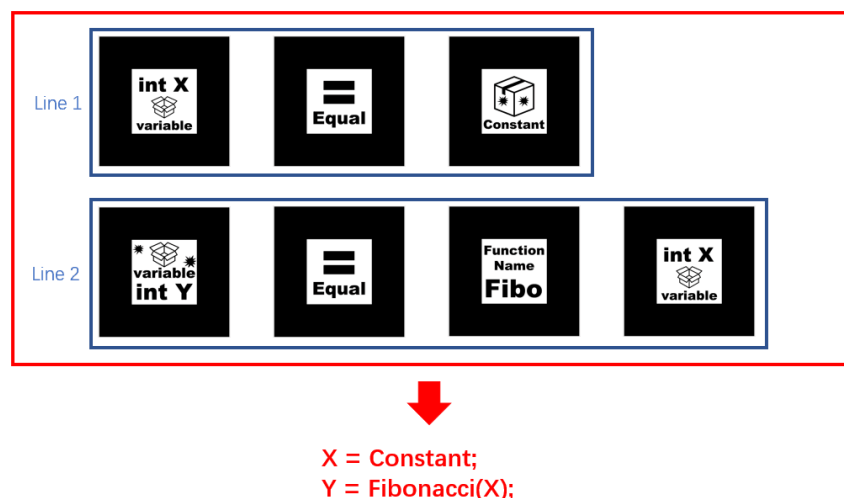 Line 1
int X
variable
Equal
Constant
Line 2
variable
int Y
Equal
Function
Name
Fibo
int X
variable
X = Constant;
Y = Fibonacci(X);